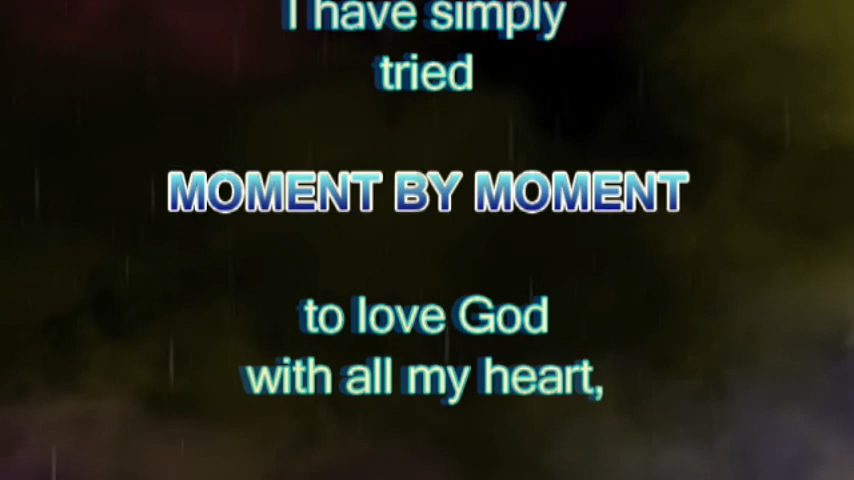 I have simply
tried
MOMENT BY MOMENT
to love God
with all my heart,